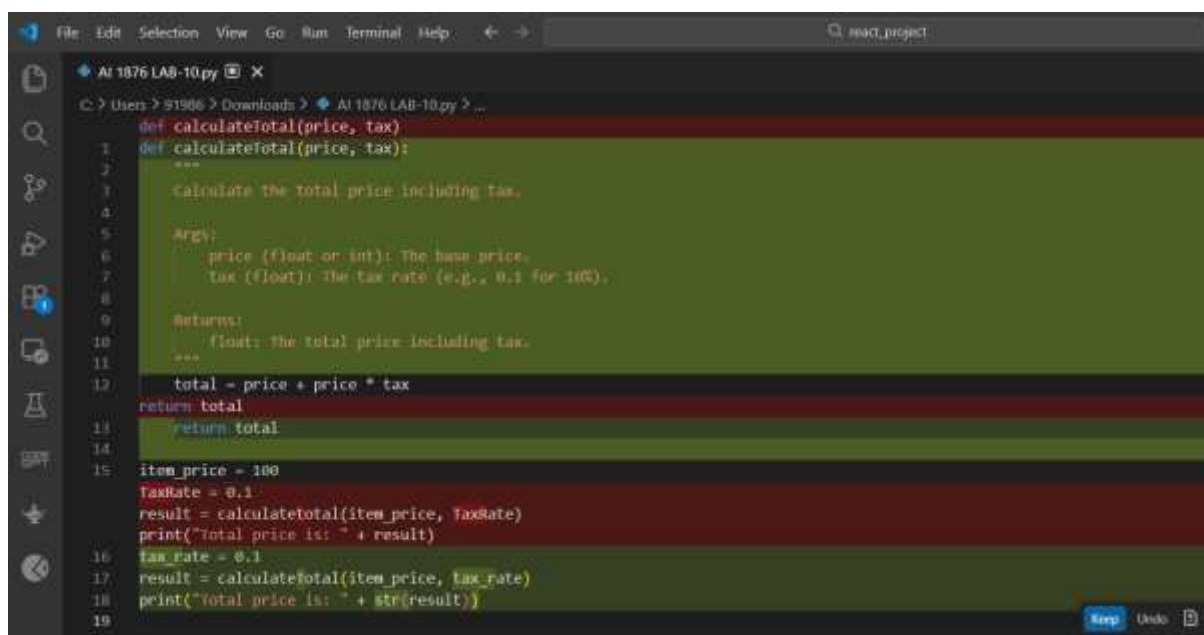 File Edit Selection View Go Run Terminal Help
react_project
AI 1876 LAB-10.py
C: > Users > 91986 > Downloads > AI 1876 LAB-10.py > ...
def calculateTotal(price, tax)
1 def calculateTotal(price, tax):
2 """
3 Calculate the total price including tax.
4
5 Args:
6 price (float or int): The base price.
7 tax (float): The tax rate (e.g., 0.1 for 10%).
8
9 Returns:
10 float: The total price including tax.
11 """
12 total = price + price * tax
return total
13 return total
14
15 item_price = 100
TaxRate = 0.1
result = calculatetotal(item_price, TaxRate)
print("Total price is: " + result)
16 tax_rate = 0.1
17 result = calculateTotal(item_price, tax_rate)
18 print("Total price is: " + str(result))
19
Keep Undo